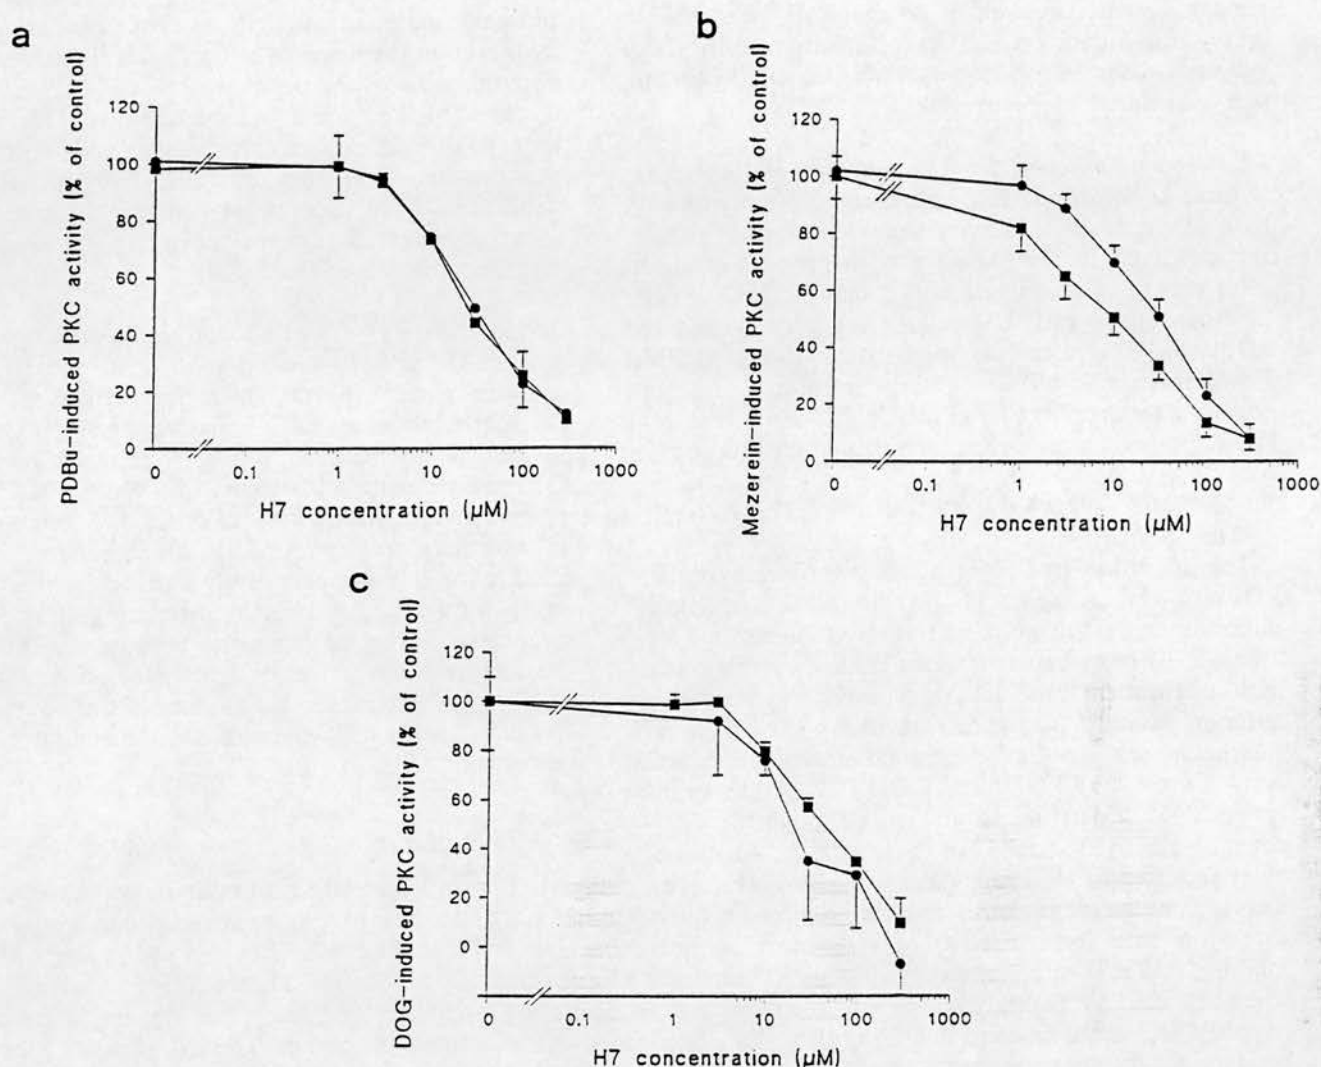 a
PDBu-induced PKC activity (% of control)
120
100
80
60
40
20
0
0 0.1 1 10 100 1000
H7 concentration (µM)
b
Mezerein-induced PKC activity (% of control)
120
100
80
60
40
20
0
0 0.1 1 10 100 1000
H7 concentration (µM)
c
DOG-induced PKC activity (% of control)
120
100
80
60
40
20
0
0 0.1 1 10 100 1000
H7 concentration (µM)